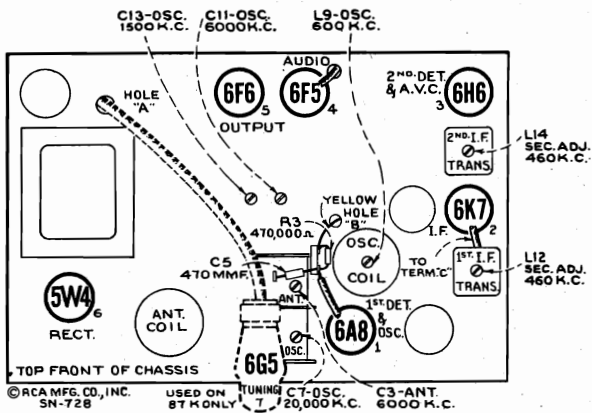 C13-OSC.
1500 K.C.
C11-OSC.
6000 K.C.
L9-OSC.
600 K.C.
AUDIO
HOLE
"A"
6F6
5
OUTPUT
6F5
4
2ND. DET.
& A.V.C.
3
6H6
2ND. I.F.
TRANS.
L14
SEC. ADJ.
460 K.C.
YELLOW
HOLE
"B"
R3
470,000 Ω
6K7
I.F.
2
OSC.
COIL
TO
TERM."C"
1ST. I.F.
TRANS.
L12
SEC. ADJ.
460 K.C.
C5
470 MMF.
5W4
6
RECT.
ANT.
COIL
ANT.
OSC.
6A8
1ST. DET.
&
OSC.
1
6G5
TUNING
7
TOP FRONT OF CHASSIS
© RCA MFG. CO., INC.
SN-728
USED ON
8T K ONLY
C7-OSC.
20,000 K.C.
C3-ANT.
6000 K.C.